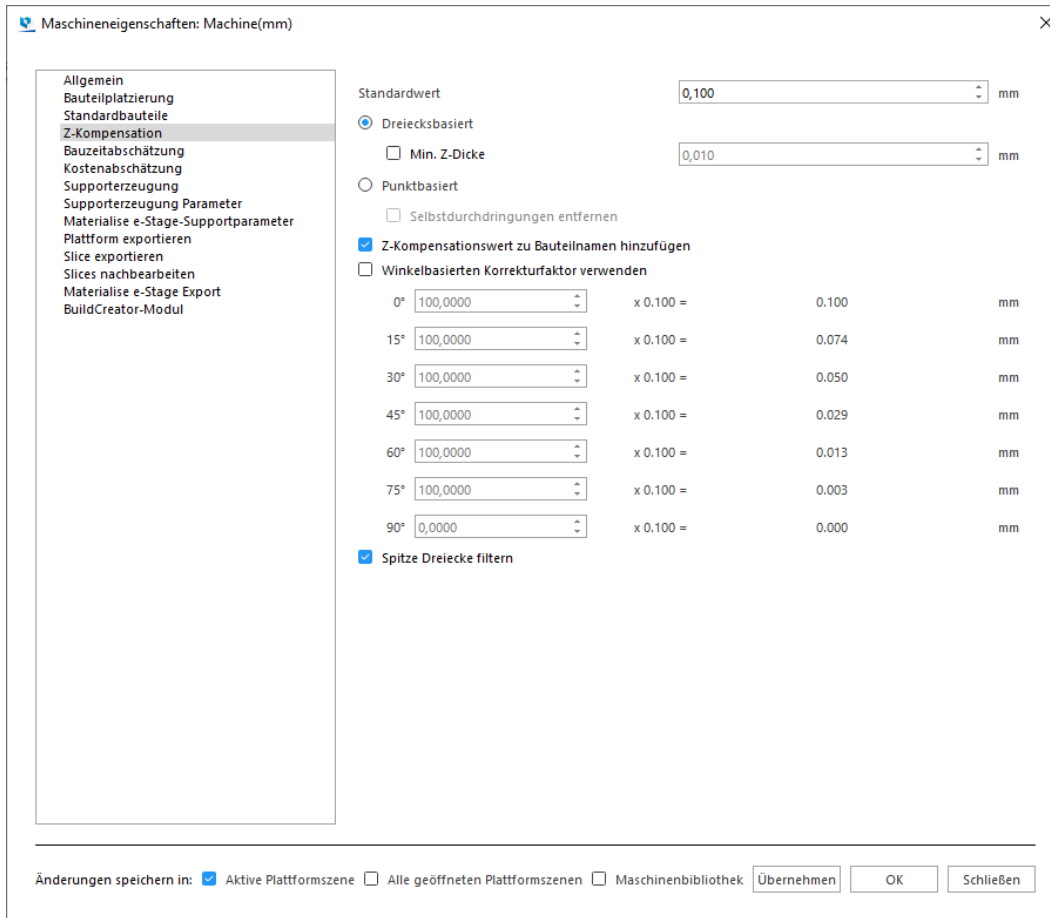 Maschineneigenschaften: Machine(mm)
Allgemein
Bauteilplatzierung
Standardbauteile
Z-Kompensation
Bauzeitabschätzung
Kostenabschätzung
Supporterzeugung
Supporterzeugung Parameter
Materialise e-Stage-Supportparameter
Plattform exportieren
Slice exportieren
Slices nachbearbeiten
Materialise e-Stage Export
BuildCreator-Modul
Standardwert 0,100 mm
Dreiecksbasiert
Min. Z-Dicke 0,010 mm
Punktbasiert
Selbstdurchdringungen entfernen
Z-Kompensationswert zu Bauteilnamen hinzufügen
Winkelbasierten Korrekturfaktor verwenden
0° 100,0000 x 0.100 = 0.100 mm
15° 100,0000 x 0.100 = 0.074 mm
30° 100,0000 x 0.100 = 0.050 mm
45° 100,0000 x 0.100 = 0.029 mm
60° 100,0000 x 0.100 = 0.013 mm
75° 100,0000 x 0.100 = 0.003 mm
90° 0,0000 x 0.100 = 0.000 mm
Spitze Dreiecke filtern
Änderungen speichern in: Aktive Plattformszene Alle geöffneten Plattformszenen Maschinenbibliothek Übernehmen OK Schließen